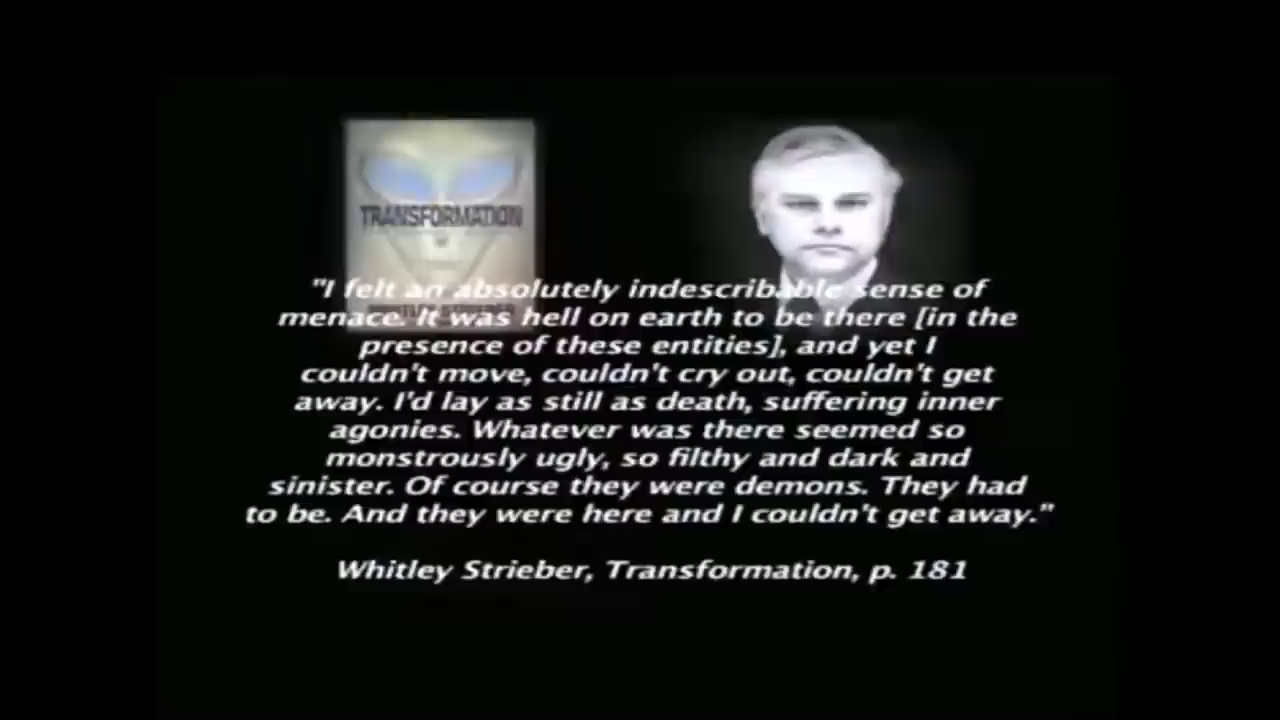 TRANSFORMATION
"I felt an absolutely indescribable sense of
menace. It was hell on earth to be there [in the
presence of these entities], and yet I
couldn't move, couldn't cry out, couldn't get
away. I'd lay as still as death, suffering inner
agonies. Whatever was there seemed so
monstrously ugly, so filthy and dark and
sinister. Of course they were demons. They had
to be. And they were here and I couldn't get away."
Whitley Strieber, Transformation, p. 181